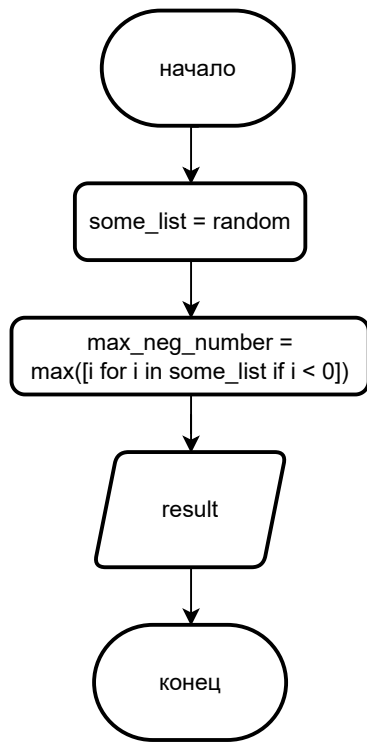 начало
some_list = random
max_neg_number =
max([i for i in some_list if i < 0])
result
конец